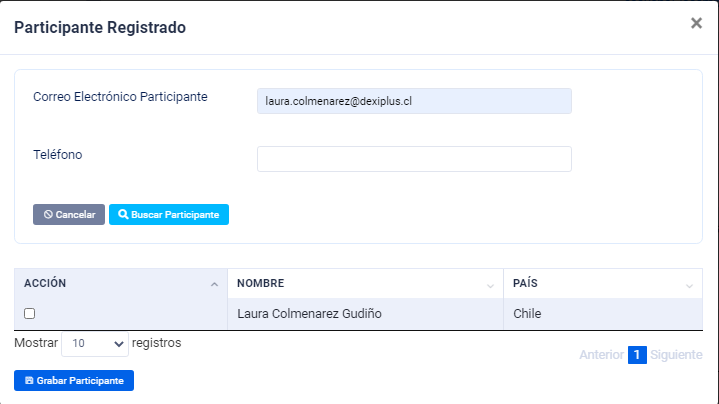 Participante Registrado
×
Correo Electrónico Participante
laura.colmenarez@dexiplus.cl
Teléfono
Cancelar Buscar Participante
ACCIÓN NOMBRE PAÍS
Laura Colmenarez Gudiño Chile
Mostrar 10 registros
Anterior 1 Siguiente
Grabar Participante